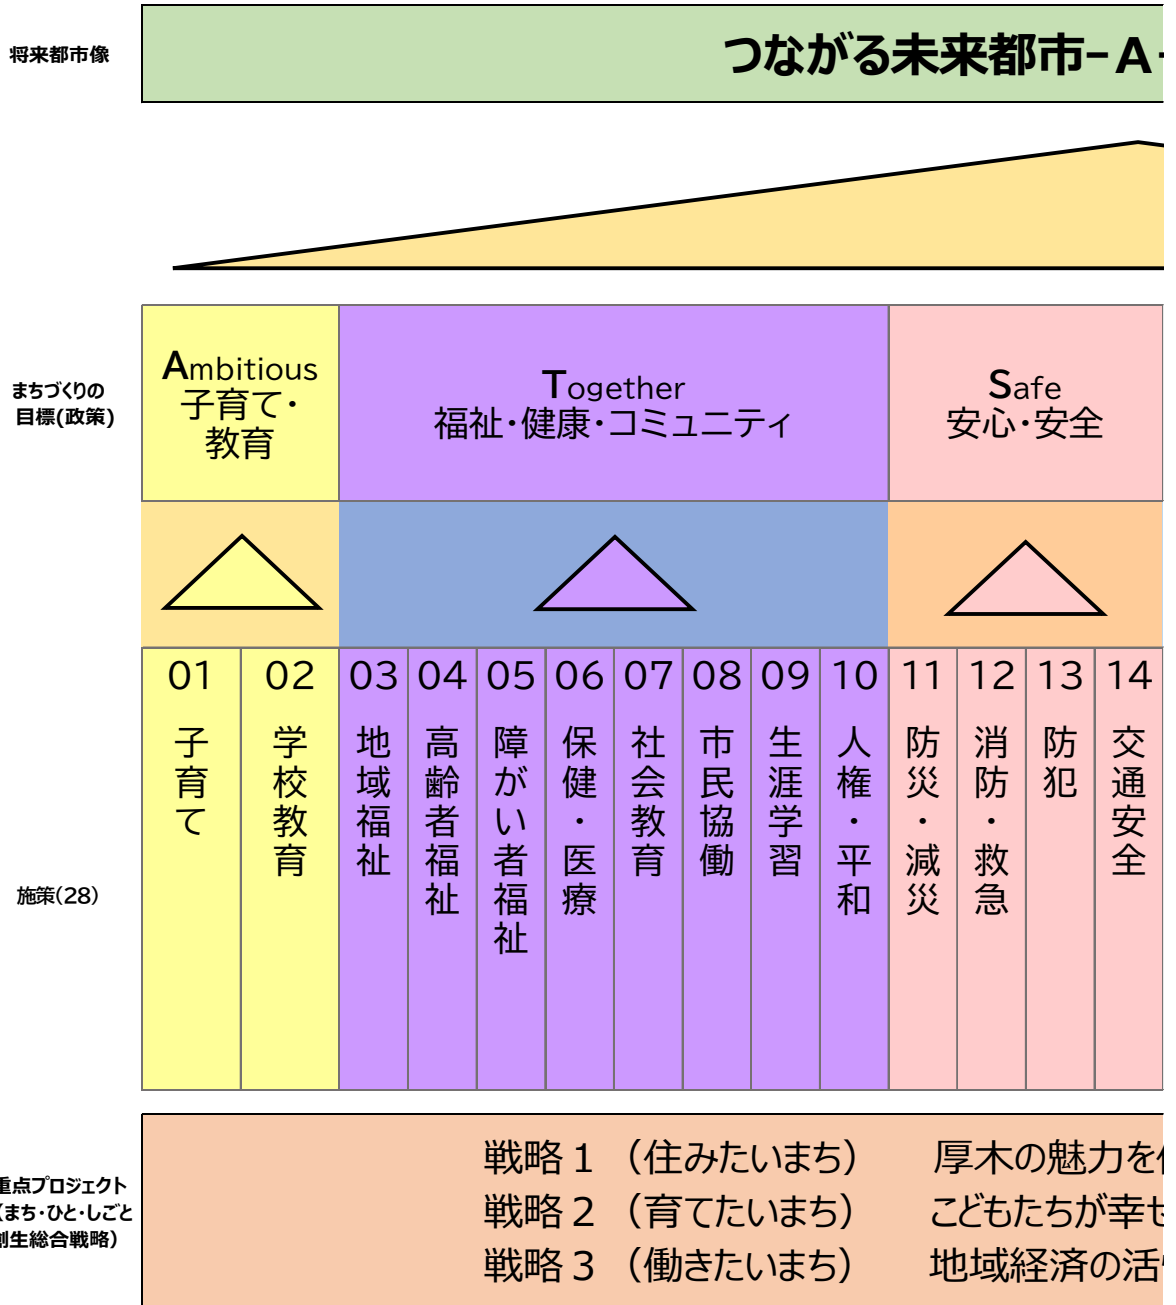 将来都市像
つながる未来都市-A-
まちづくりの
目標(政策)
Ambitious
子育て・
教育
Together
福祉・健康・コミュニティ
Safe
安心・安全
施策(28)
01
子育て
02
学校教育
03
地域福祉
04
高齢者福祉
05
障がい者福祉
06
保健・医療
07
社会教育
08
市民協働
09
生涯学習
10
人権・平和
11
防災・減災
12
消防・救急
13
防犯
14
交通安全
重点プロジェクト
(まち・ひと・しごと
創生総合戦略)
戦略1 (住みたいまち) 厚木の魅力を
戦略2 (育てたいまち) こどもたちが幸せ
戦略3 (働きたいまち) 地域経済の活